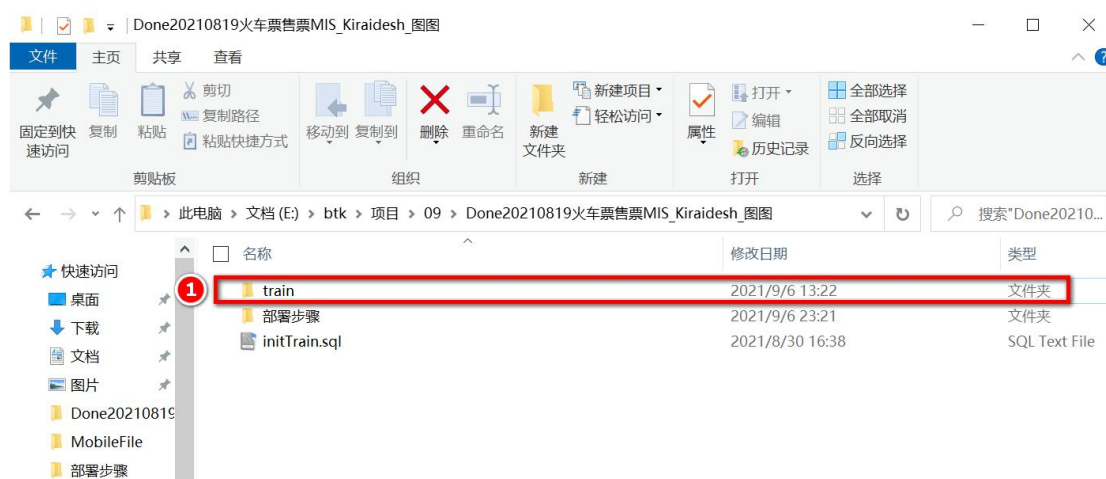 Done20210819火车票售票MIS_Kiraidesh_图图
文件 主页 共享 查看
固定到快速访问
复制
粘贴
剪切
复制路径
粘贴快捷方式
移动到 复制到
删除 重命名
新建文件夹
新建项目
轻松访问
属性
打开
编辑
历史记录
全部选择
全部取消
反向选择
剪贴板 组织 新建 打开 选择
此电脑 > 文档 (E:) > btk > 项目 > 09 > Done20210819火车票售票MIS_Kiraidesh_图图
搜索"Done20210...
名称 修改日期 类型
快速访问
1 train 2021/9/6 13:22 文件夹
桌面
部署步骤 2021/9/6 23:21 文件夹
下载
initTrain.sql 2021/8/30 16:38 SQL Text File
文档
图片
Done20210819
MobileFile
部署步骤